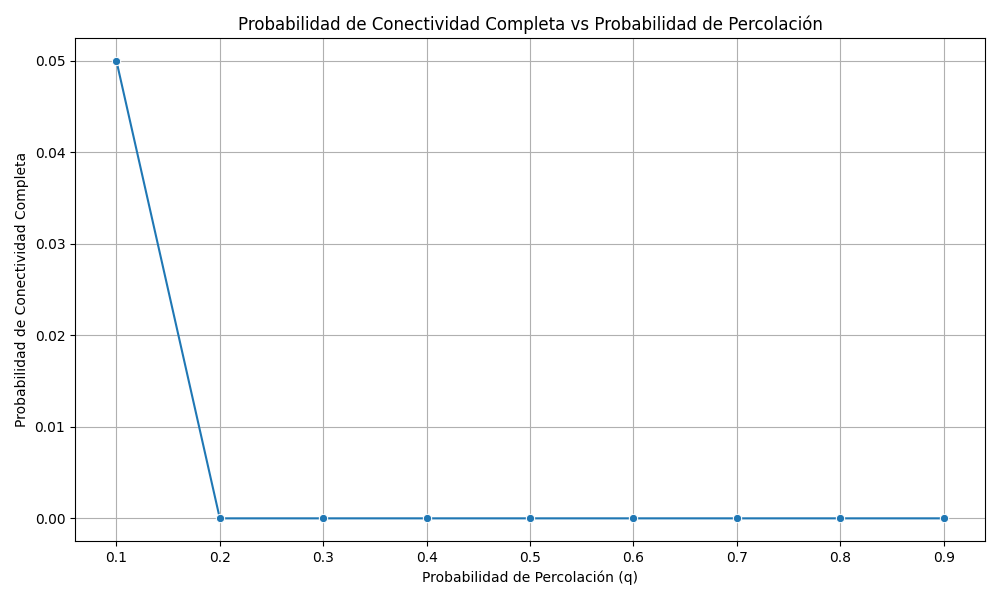 Probabilidad de Conectividad Completa vs Probabilidad de Percolación
Probabilidad de Conectividad Completa
0.05
0.04
0.03
0.02
0.01
0.00
0.1 0.2 0.3 0.4 0.5 0.6 0.7 0.8 0.9
Probabilidad de Percolación (q)